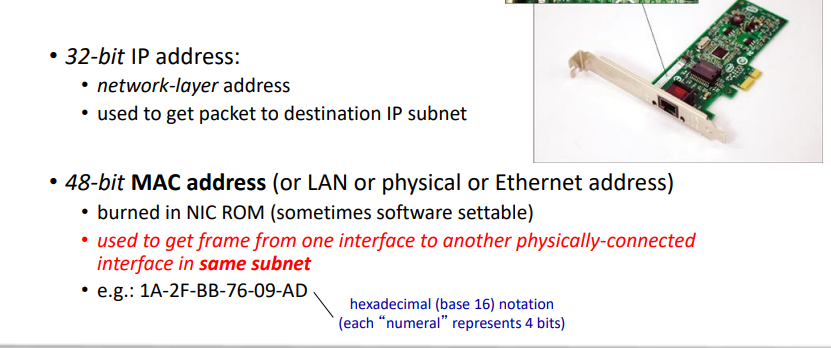 • 32-bit IP address:
• network-layer address
• used to get packet to destination IP subnet
• 48-bit MAC address (or LAN or physical or Ethernet address)
• burned in NIC ROM (sometimes software settable)
• used to get frame from one interface to another physically-connected
interface in same subnet
• e.g.: 1A-2F-BB-76-09-AD
hexadecimal (base 16) notation
(each “numeral” represents 4 bits)